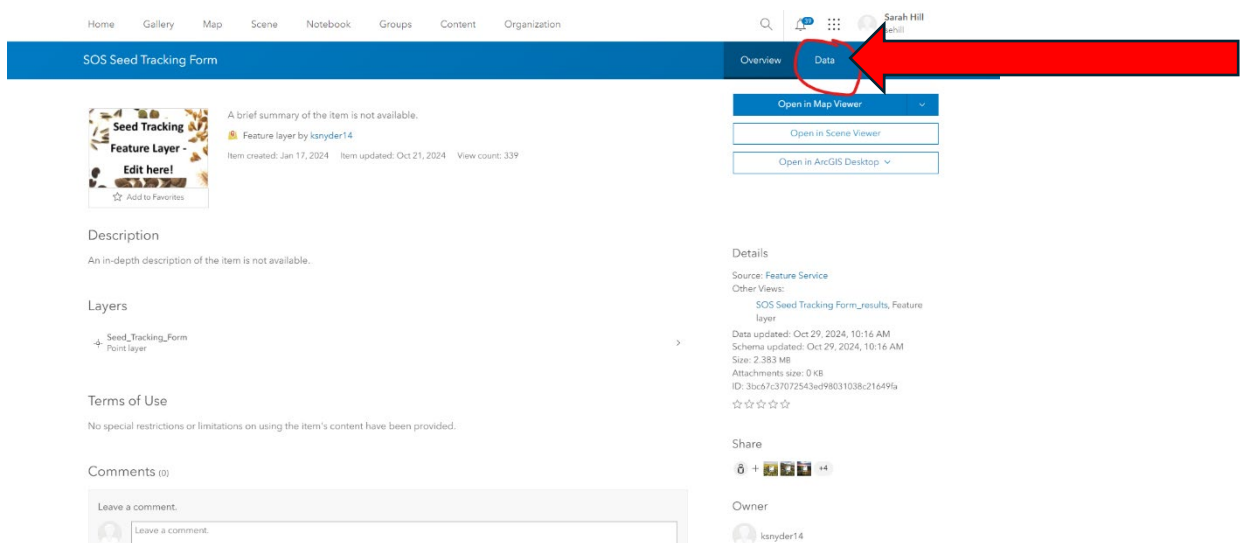 Home Gallery Map Scene Notebook Groups Content Organization
Sarah Hill
SOS Seed Tracking Form
Overview Data
Seed Tracking
Feature Layer -
Edit here!
Add to Favorites
A brief summary of the item is not available.
Feature layer by ksnyder14
Item created: Jan 17, 2024 Item updated: Oct 21, 2024 View count: 339
Open in Map Viewer
Open in Scene Viewer
Open in ArcGIS Desktop
Description
An in-depth description of the item is not available.
Layers
Seed_Tracking_Form
Point layer
Terms of Use
No special restrictions or limitations on using the item's content have been provided.
Comments (0)
Leave a comment.
Leave a comment.
Details
Source: Feature Service
Other Views:
SOS Seed Tracking Form_results, Feature
layer
Data updated: Oct 29, 2024, 10:16 AM
Schema updated: Oct 29, 2024, 10:16 AM
Size: 2.383 MB
Attachments size: 0 KB
ID: 3bc67c37072543ed98031038c21649fa
Share
+4
Owner
ksnyder14